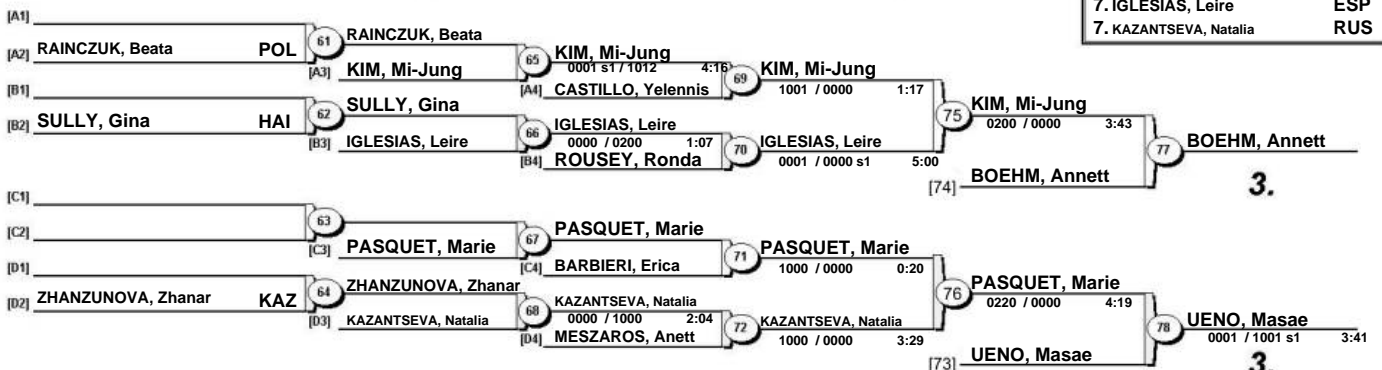 7. IGLESIAS, Leire ESP
7. KAZANTSEVA, Natalia RUS
[A1]
[A2] RAINCZUK, Beata POL
61
RAINCZUK, Beata
[A3] KIM, Mi-Jung
65
KIM, Mi-Jung
0001 s1 / 1012 4:16
[A4] CASTILLO, Yelennis
69
KIM, Mi-Jung
1001 / 0000 1:17
[B1]
[B2] SULLY, Gina HAI
62
SULLY, Gina
[B3] IGLESIAS, Leire
66
IGLESIAS, Leire
0000 / 0200 1:07
[B4] ROUSEY, Ronda
70
IGLESIAS, Leire
0001 / 0000 s1 5:00
75
KIM, Mi-Jung
0200 / 0000 3:43
[74] BOEHM, Annett
77
BOEHM, Annett
3.
[C1]
[C2]
63
[C3] PASQUET, Marie
67
PASQUET, Marie
[C4] BARBIERI, Erica
71
PASQUET, Marie
1000 / 0000 0:20
[D1]
[D2] ZHANZUNOVA, Zhanar KAZ
64
ZHANZUNOVA, Zhanar
[D3] KAZANTSEVA, Natalia
68
KAZANTSEVA, Natalia
0000 / 1000 2:04
[D4] MESZAROS, Anett
72
KAZANTSEVA, Natalia
1000 / 0000 3:29
76
PASQUET, Marie
0220 / 0000 4:19
[73] UENO, Masae
78
UENO, Masae
0001 / 1001 s1 3:41
3.